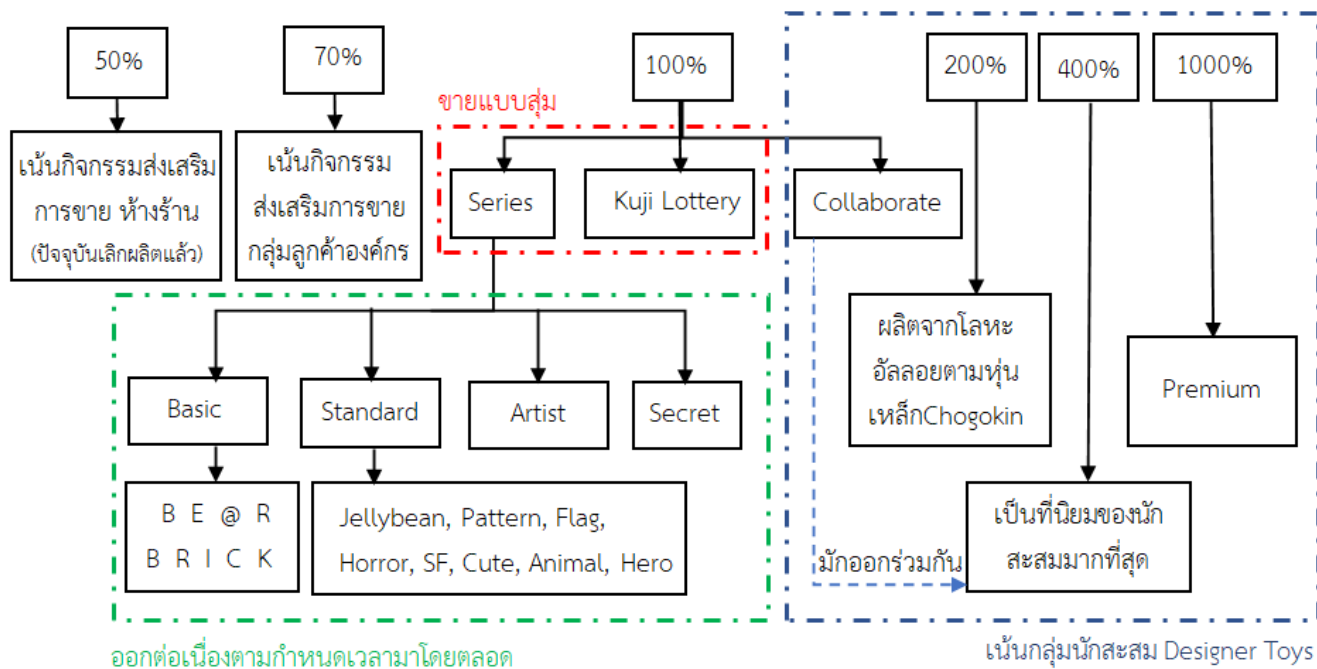 50%
70%
100%
200%
400%
1000%
ขายแบบสุ่ม
เน้นกิจกรรมส่งเสริม
การขาย ห้างร้าน
(ปัจจุบันเลิกผลิตแล้ว)
เน้นกิจกรรม
ส่งเสริมการขาย
กลุ่มลูกค้าองค์กร
Series
Kuji Lottery
Collaborate
ผลิตจากโลหะ
อัลลอยตามหุ่น
เหล็กChogokin
Premium
Basic
Standard
Artist
Secret
B E @ R
B R I C K
Jellybean, Pattern, Flag,
Horror, SF, Cute, Animal, Hero
มักออกร่วมกัน
เป็นที่นิยมของนัก
สะสมมากที่สุด
ออกต่อเนื่องตามกำหนดเวลามาโดยตลอด
เน้นกลุ่มนักสะสม Designer Toys